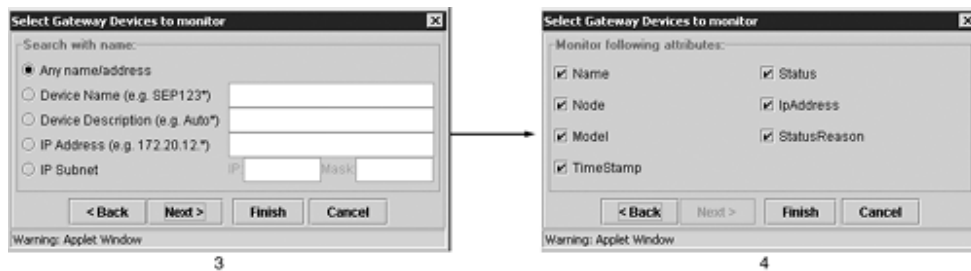 Select Gateway Devices to monitor
Search with name:
Any name/address
Device Name (e.g. SEP123*)
Device Description (e.g. Auto*)
IP Address (e.g. 172.20.12.*)
IP Subnet IP: Mask:
< Back Next > Finish Cancel
Warning: Applet Window
3
Select Gateway Devices to monitor
Monitor following attributes:
Name Status
Node IpAddress
Model StatusReason
TimeStamp
< Back Next > Finish Cancel
Warning: Applet Window
4